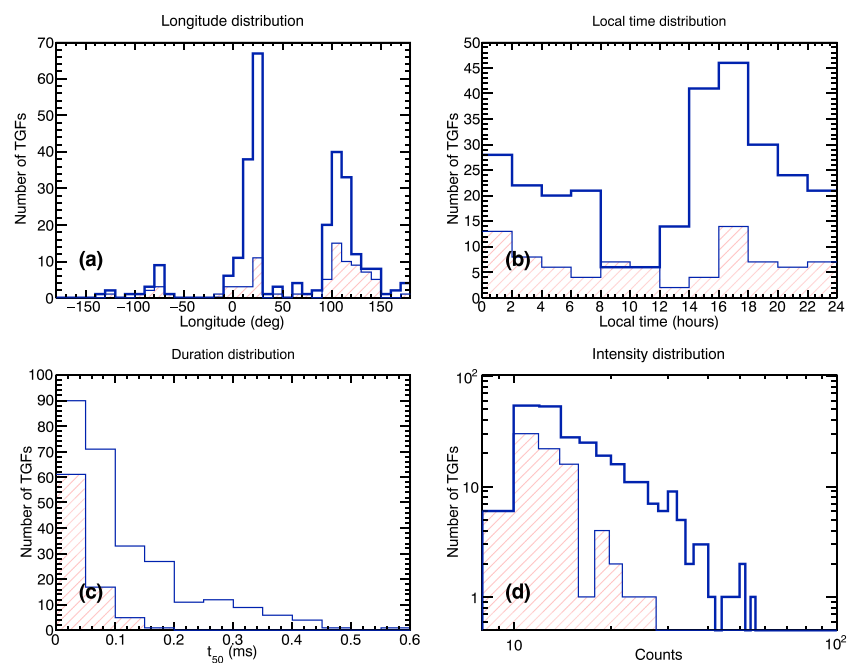 Longitude distribution
Number of TGFs
70
60
50
40
30
20
10
0
(a)
−150 −100 −50 0 50 100 150
Longitude (deg)
Local time distribution
Number of TGFs
50
45
40
35
30
25
20
15
10
5
0
(b)
0 2 4 6 8 10 12 14 16 18 20 22 24
Local time (hours)
Duration distribution
Number of TGFs
100
90
80
70
60
50
40
30
20
10
0
(c)
0 0.1 0.2 0.3 0.4 0.5 0.6
t50 (ms)
Intensity distribution
Number of TGFs
10²
10
1
(d)
10 10²
Counts